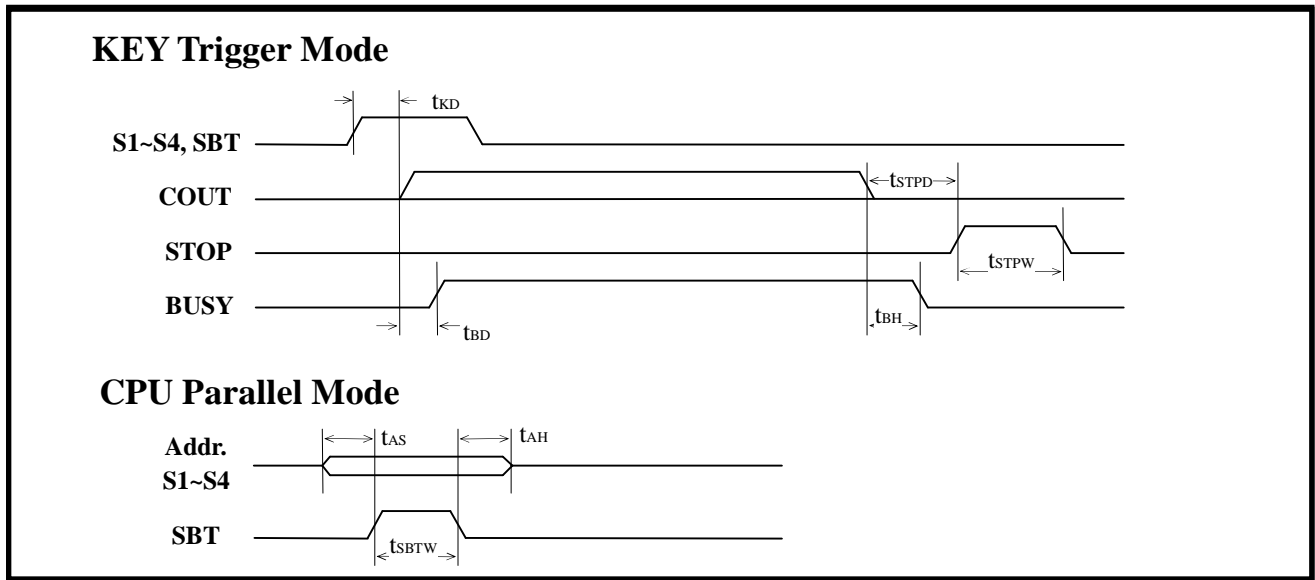 KEY Trigger Mode
tKD
S1~S4, SBT
COUT
tSTPD
STOP
tSTPW
BUSY
tBD
tBH
CPU Parallel Mode
Addr.
S1~S4
tAS
tAH
SBT
tSBTW